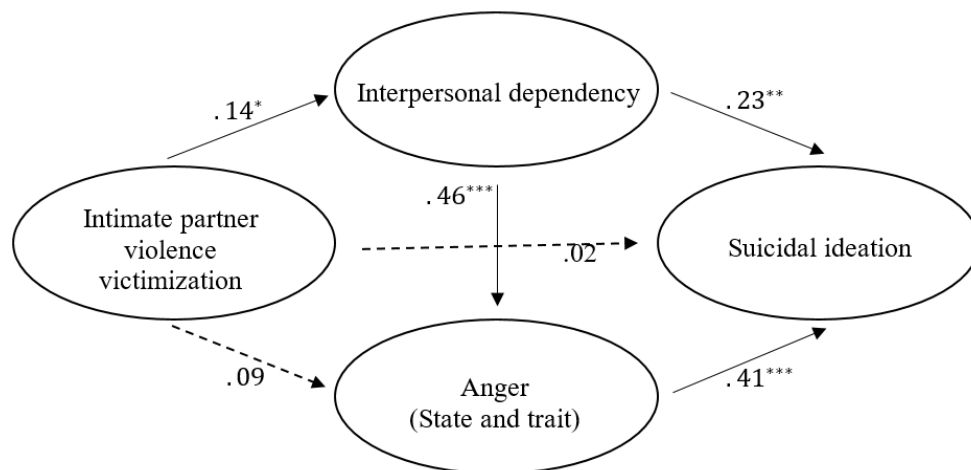 Interpersonal dependency
.14*
.23**
.46***
Intimate partner
violence
victimization
.02
Suicidal ideation
.09
Anger
(State and trait)
.41***